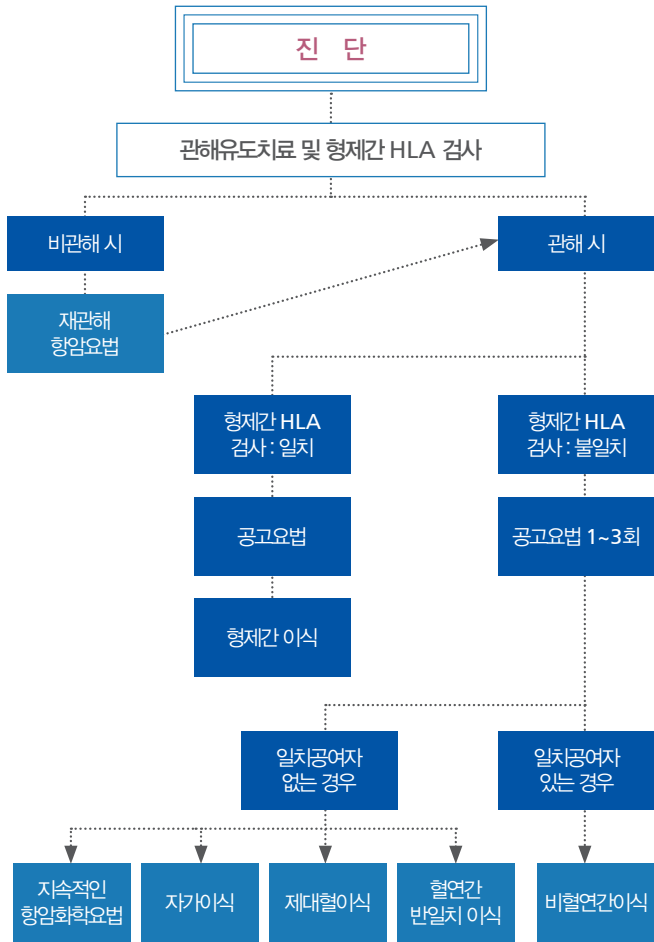 진 단
관해유도치료 및 형제간 HLA 검사
비관해 시
관해 시
재관해
항암요법
형제간 HLA
검사 : 일치
형제간 HLA
검사 : 불일치
공고요법
공고요법 1~3회
형제간 이식
일치공여자
없는 경우
일치공여자
있는 경우
지속적인
항암화학요법
자가이식
제대혈이식
혈연간
반일치 이식
비혈연간이식